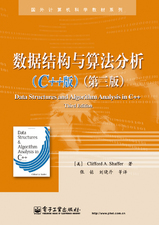 国外计算机科学教材系列
数据结构与算法分析
（C++版）（第三版）
Data Structures and Algorithm Analysis in C++
Third Edition
Data
Structures &
Algorithm
Analysis in
C++
（美） Clifford A. Shaffer 著
张铭 刘晓丹 等译
电子工业出版社